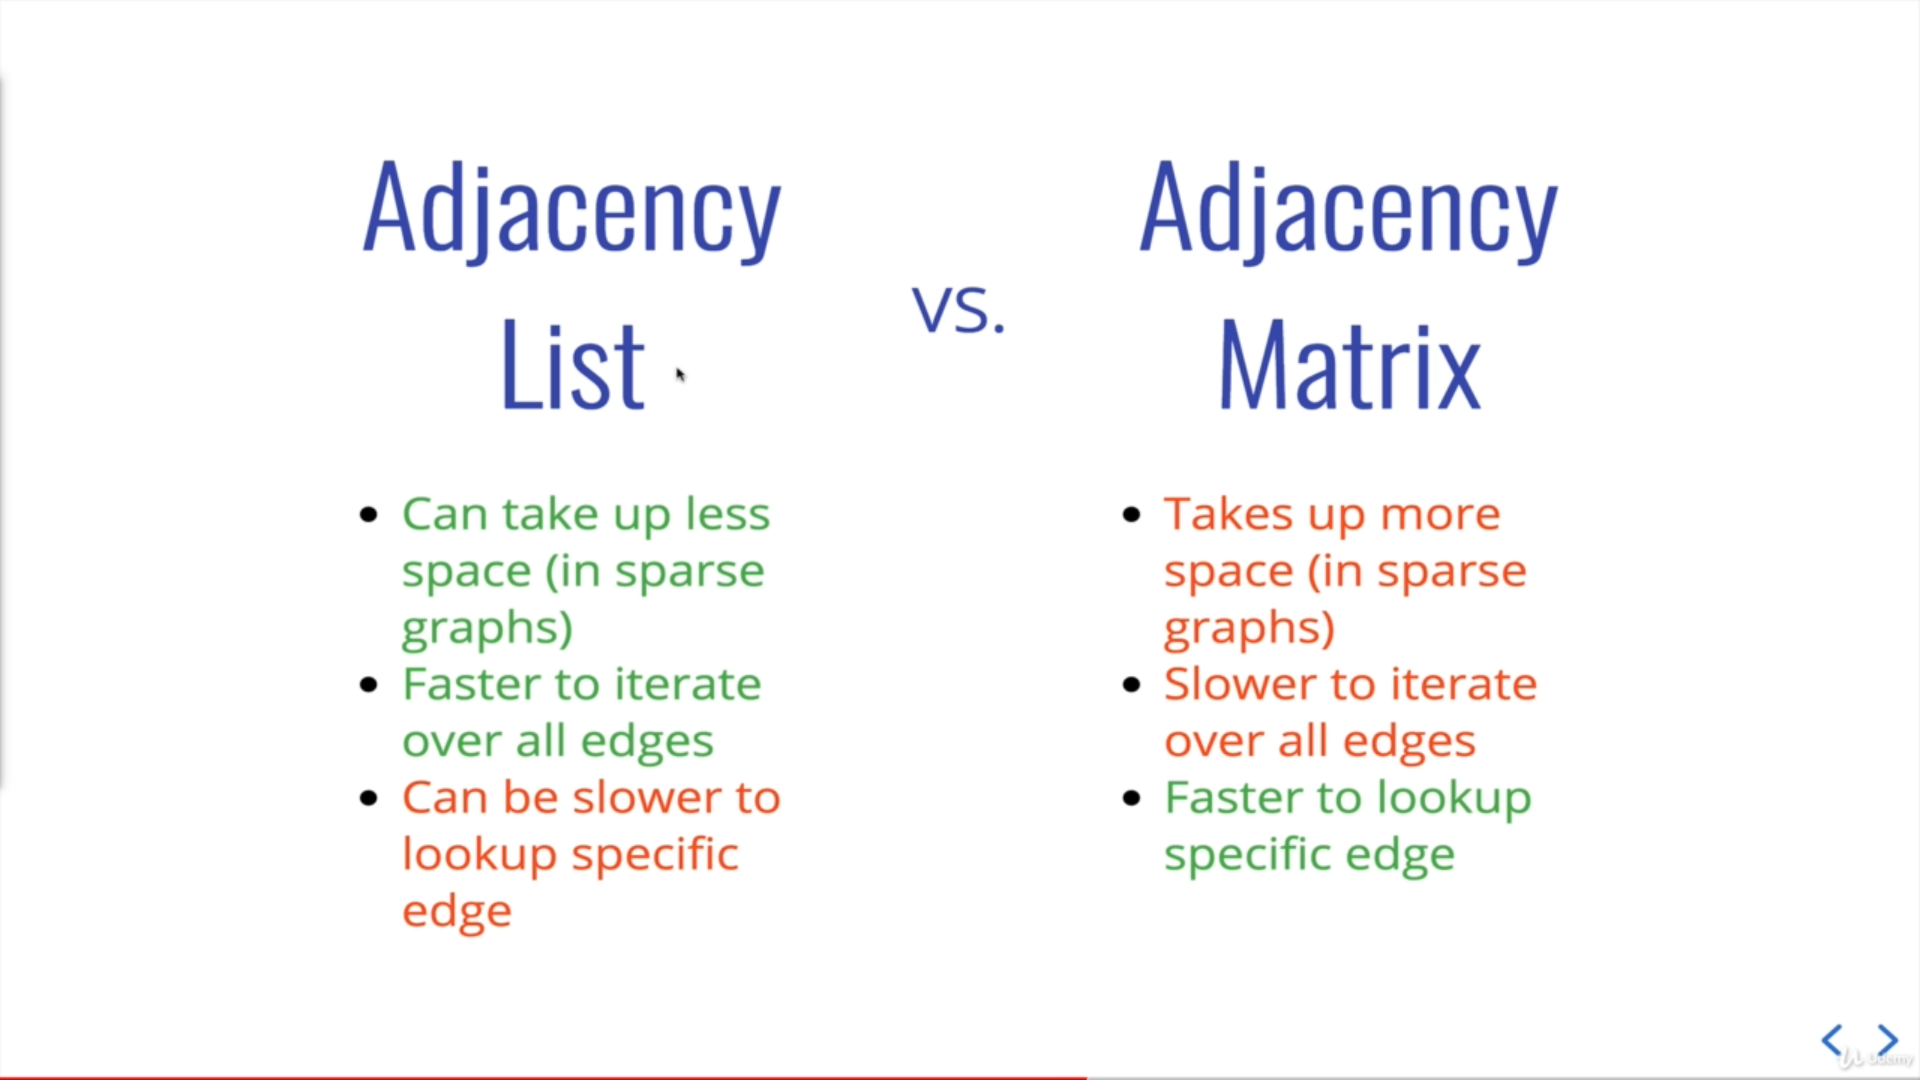 Adjacency
List
vs.
Adjacency
Matrix
Can take up less
space (in sparse
graphs)
Faster to iterate
over all edges
Can be slower to
lookup specific
edge
Takes up more
space (in sparse
graphs)
Slower to iterate
over all edges
Faster to lookup
specific edge
Udemy